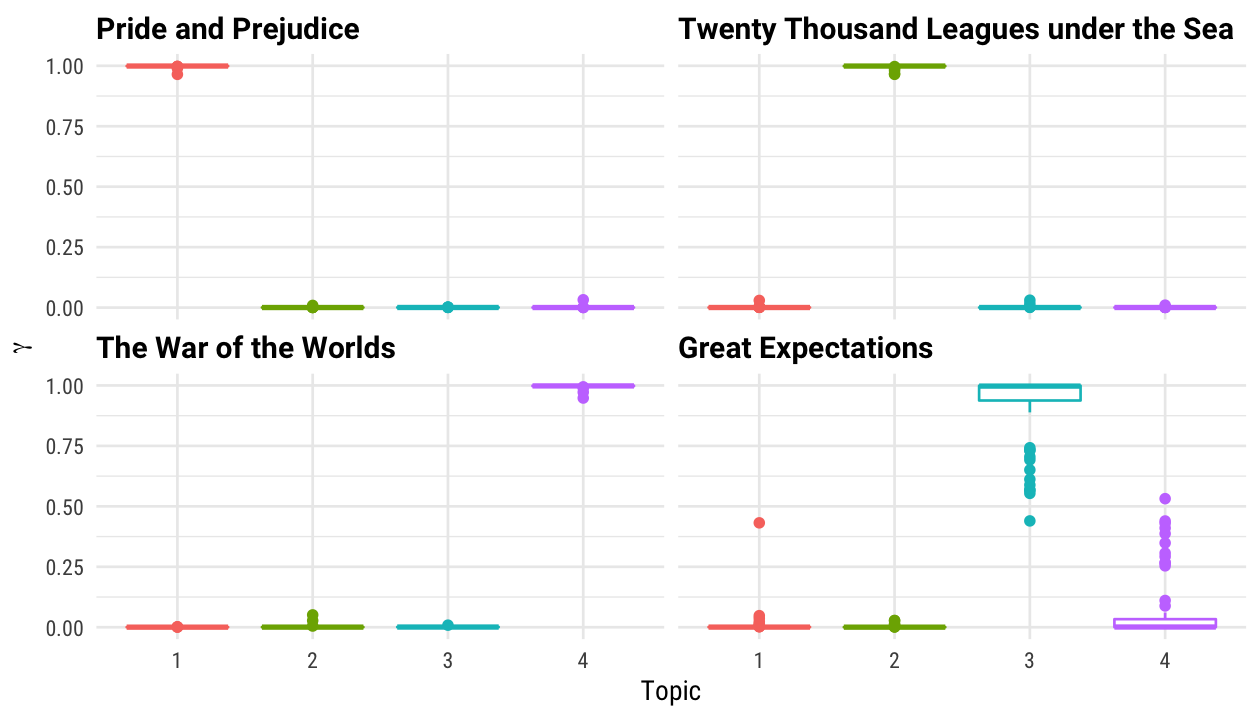 Pride and Prejudice
Twenty Thousand Leagues under the Sea
1.00
0.75
0.50
0.25
0.00
γ
The War of the Worlds
Great Expectations
1.00
0.75
0.50
0.25
0.00
1 2 3 4
1 2 3 4
Topic